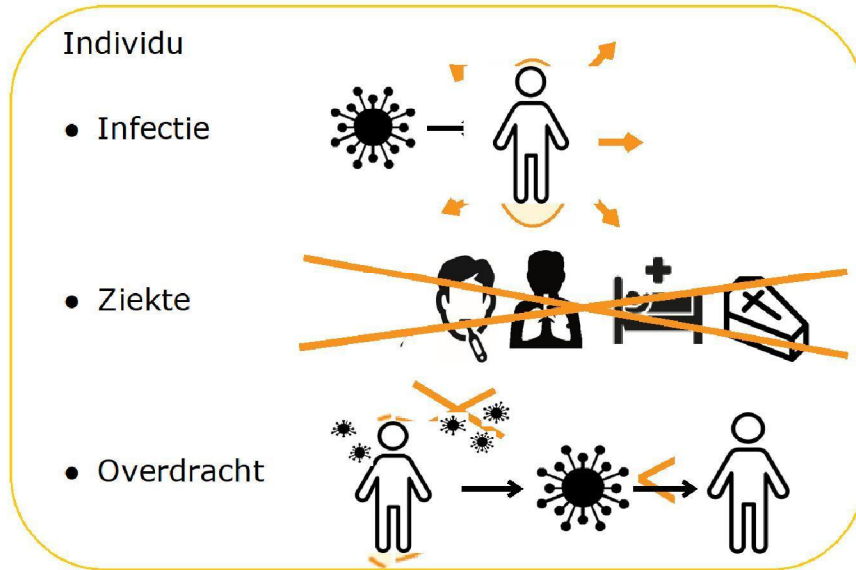 Individu
● Infectie
● Ziekte
● Overdracht